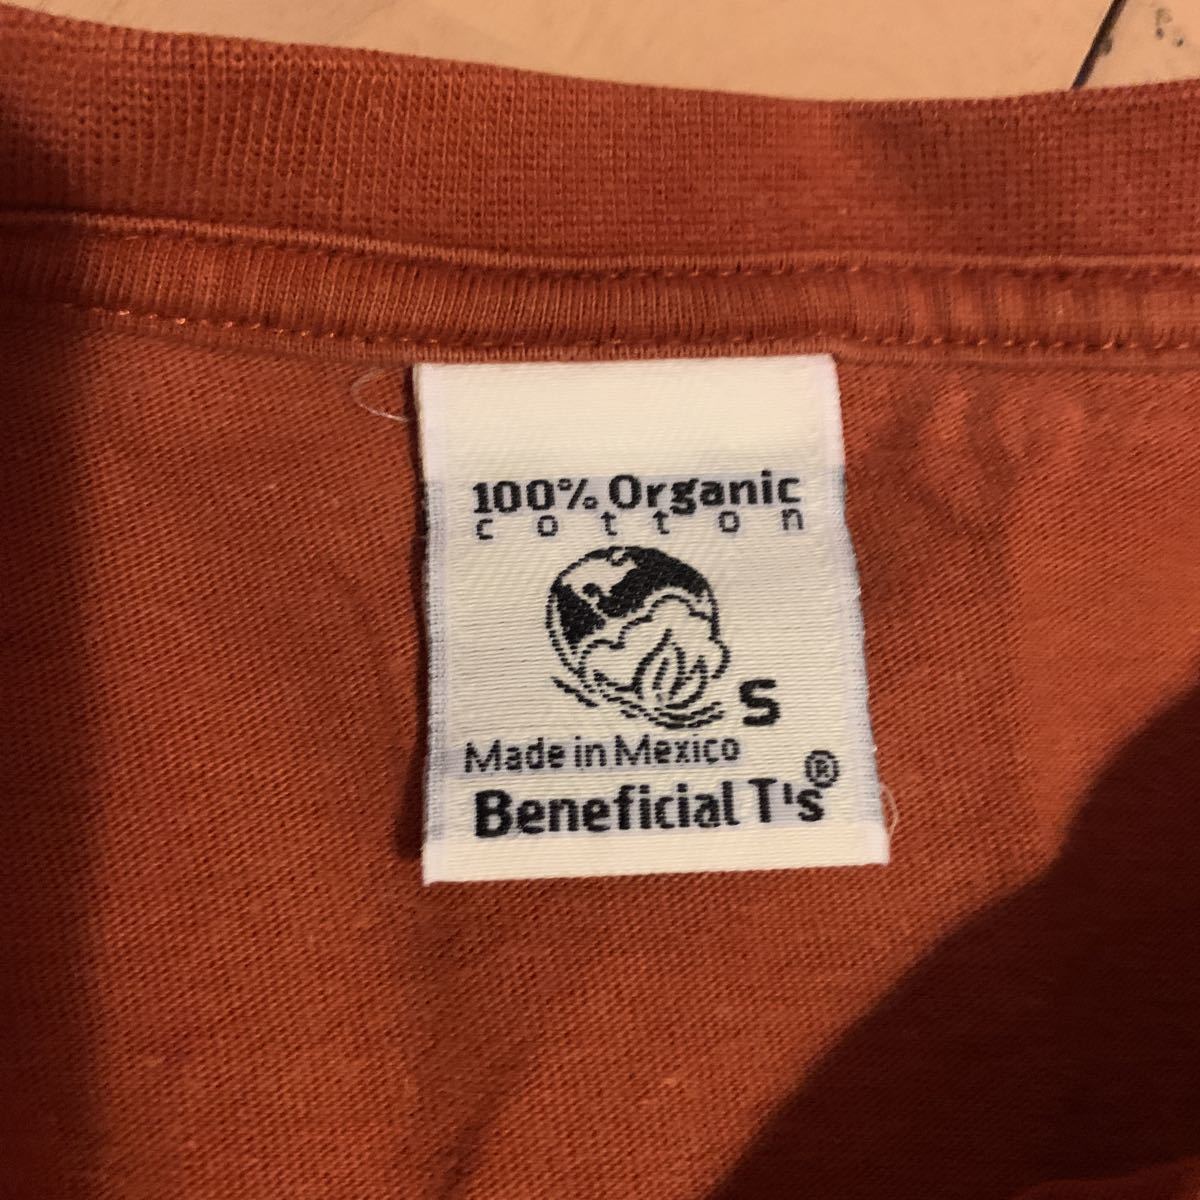 100% Organic
cotton
S
Made in Mexico
Beneficial T's®